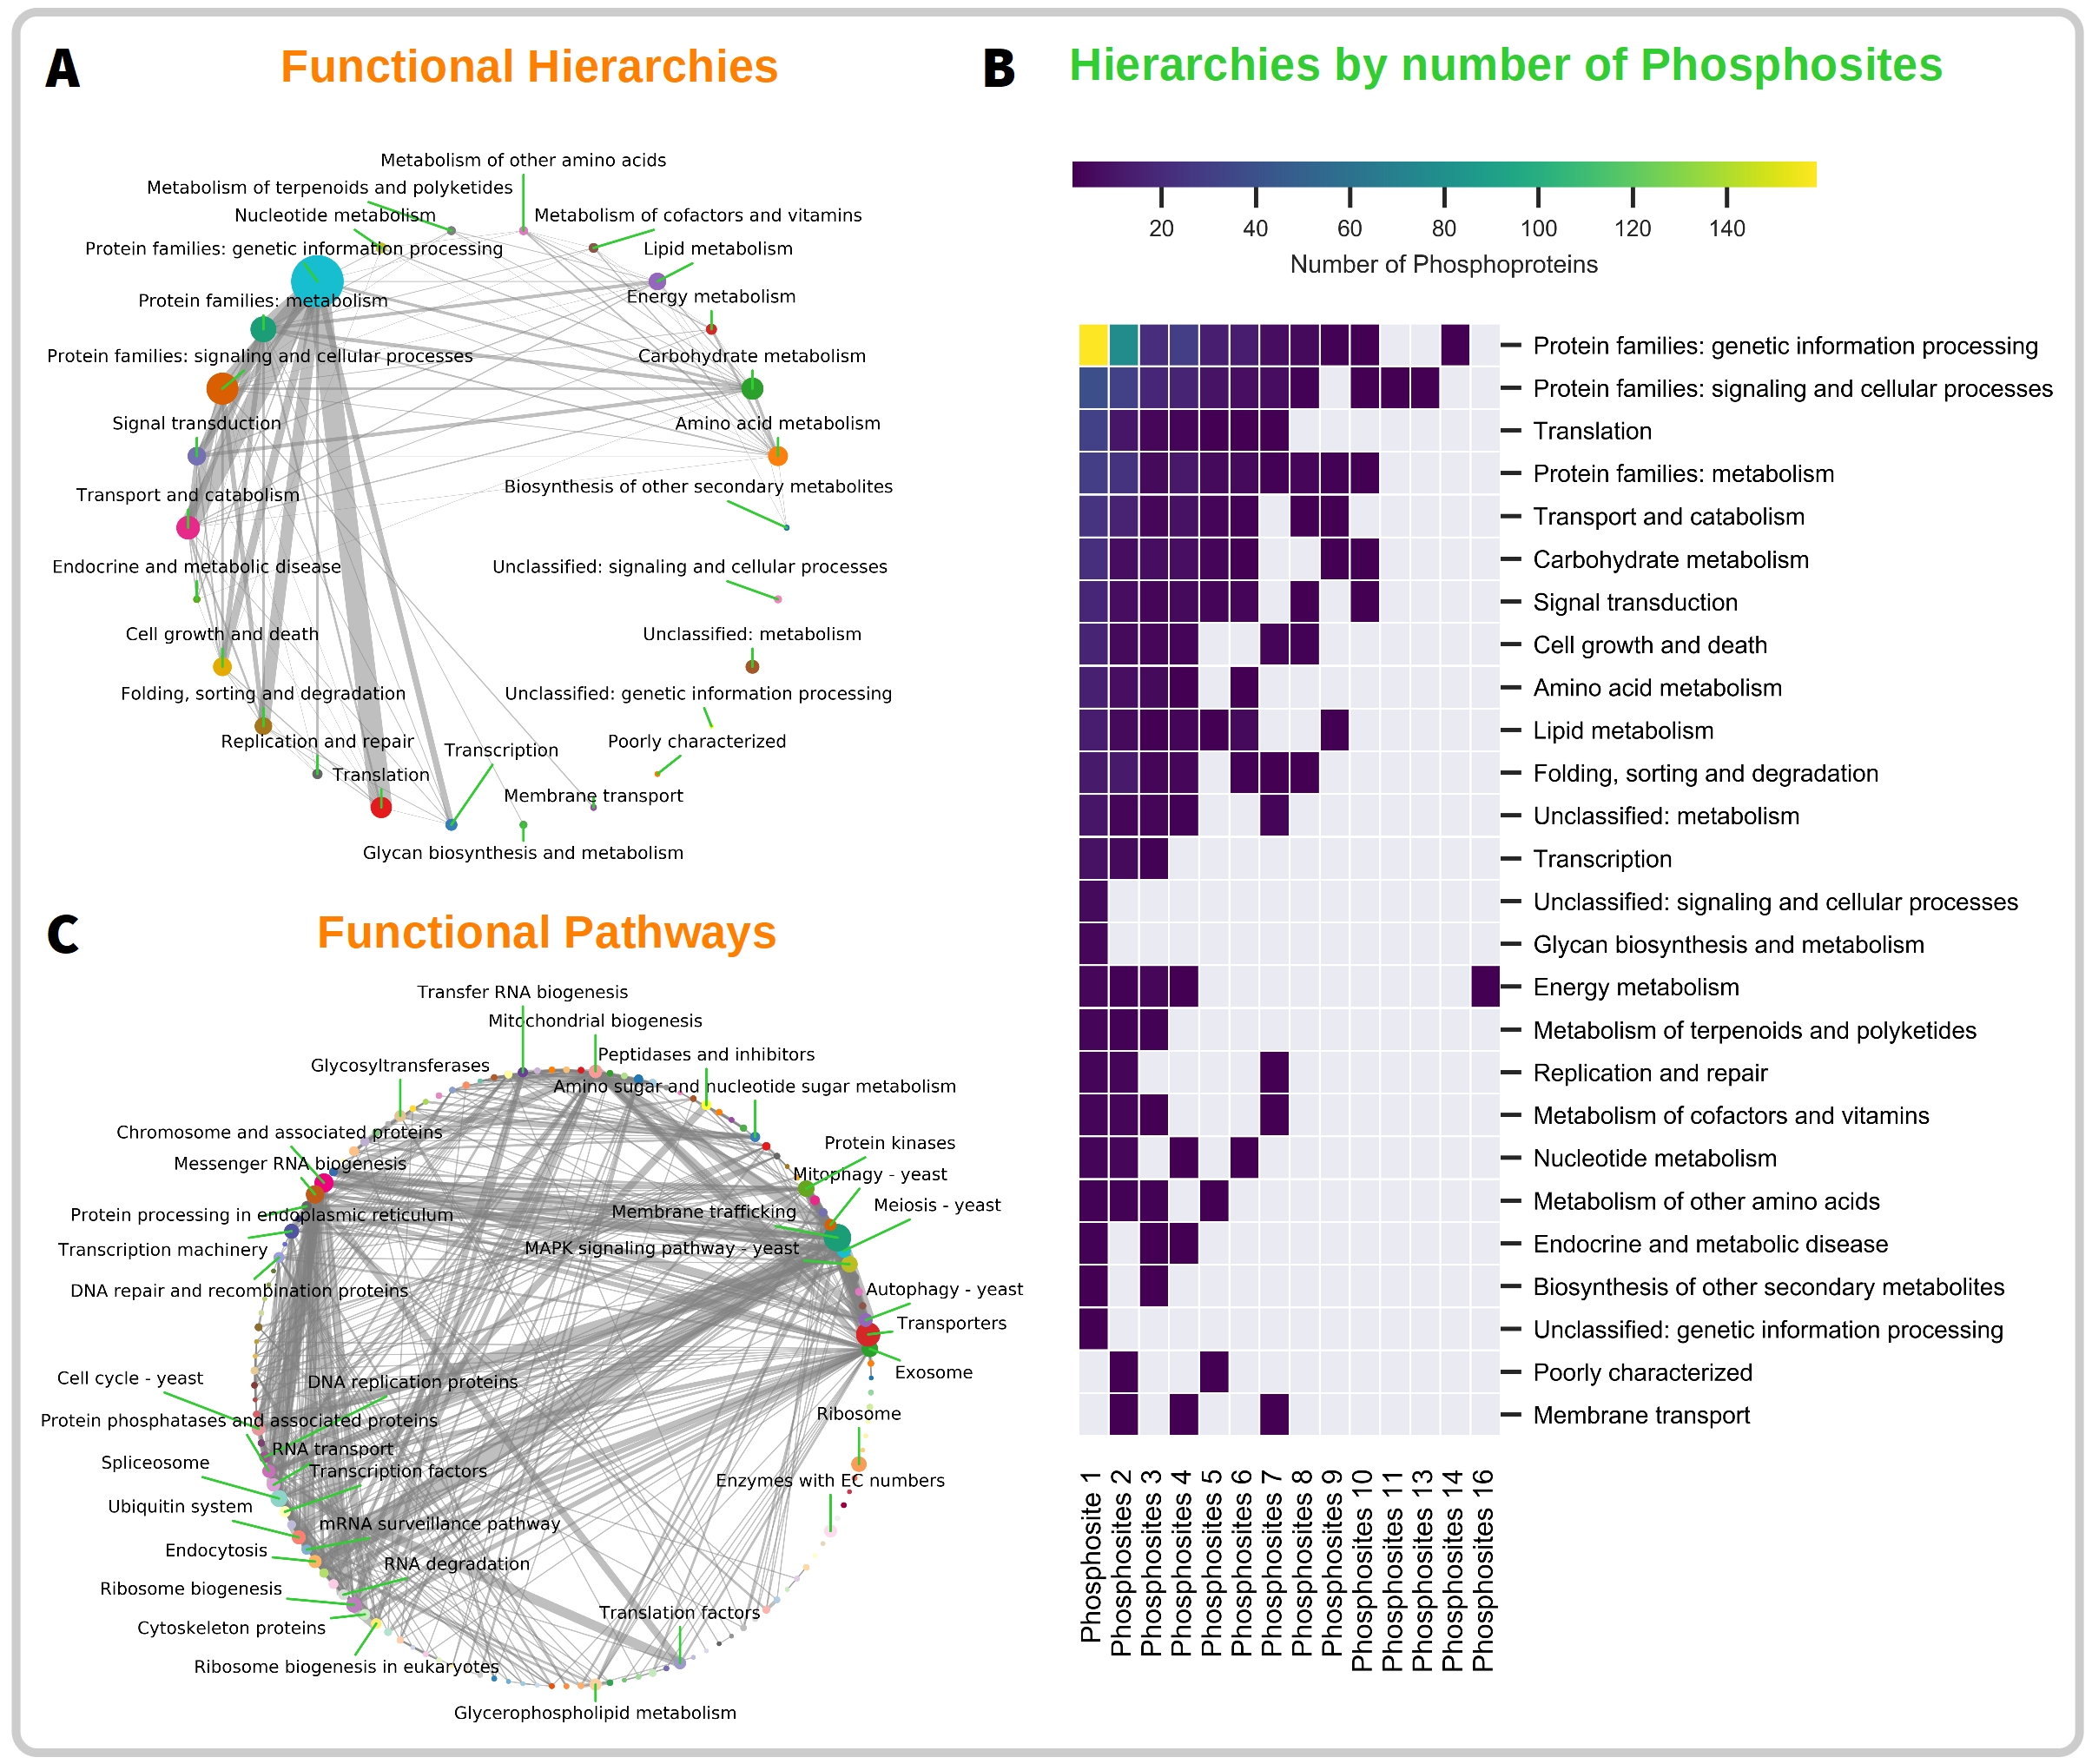 A
Functional Hierarchies
Metabolism of other amino acids
Metabolism of terpenoids and polyketides
Nucleotide metabolism
Metabolism of cofactors and vitamins
Protein families: genetic information processing
Lipid metabolism
Protein families: metabolism
Energy metabolism
Protein families: signaling and cellular processes
Carbohydrate metabolism
Signal transduction
Amino acid metabolism
Transport and catabolism
Biosynthesis of other secondary metabolites
Endocrine and metabolic disease
Unclassified: signaling and cellular processes
Cell growth and death
Unclassified: metabolism
Folding, sorting and degradation
Unclassified: genetic information processing
Replication and repair
Transcription
Poorly characterized
Translation
Membrane transport
Glycan biosynthesis and metabolism
B
Hierarchies by number of Phosphosites
20 40 60 80 100 120 140
Number of Phosphoproteins
Protein families: genetic information processing
Protein families: signaling and cellular processes
Translation
Protein families: metabolism
Transport and catabolism
Carbohydrate metabolism
Signal transduction
Cell growth and death
Amino acid metabolism
Lipid metabolism
Folding, sorting and degradation
Unclassified: metabolism
Transcription
Unclassified: signaling and cellular processes
Glycan biosynthesis and metabolism
Energy metabolism
Metabolism of terpenoids and polyketides
Replication and repair
Metabolism of cofactors and vitamins
Nucleotide metabolism
Metabolism of other amino acids
Endocrine and metabolic disease
Biosynthesis of other secondary metabolites
Unclassified: genetic information processing
Poorly characterized
Membrane transport
Phosphosite 1
Phosphosites 2
Phosphosites 3
Phosphosites 4
Phosphosites 5
Phosphosites 6
Phosphosites 7
Phosphosites 8
Phosphosites 9
Phosphosites 10
Phosphosites 11
Phosphosites 13
Phosphosites 14
Phosphosites 16
C
Functional Pathways
Transfer RNA biogenesis
Mitochondrial biogenesis
Glycosyltransferases
Peptidases and inhibitors
Amino sugar and nucleotide sugar metabolism
Chromosome and associated proteins
Protein kinases
Messenger RNA biogenesis
Mitophagy - yeast
Protein processing in endoplasmic reticulum
Membrane trafficking
Meiosis - yeast
Transcription machinery
MAPK signaling pathway - yeast
DNA repair and recombination proteins
Autophagy - yeast
Transporters
Cell cycle - yeast
DNA replication proteins
Exosome
Protein phosphatases and associated proteins
Ribosome
RNA transport
Spliceosome
Transcription factors
Enzymes with EC numbers
Ubiquitin system
mRNA surveillance pathway
Endocytosis
RNA degradation
Ribosome biogenesis
Translation factors
Cytoskeleton proteins
Ribosome biogenesis in eukaryotes
Glycerophospholipid metabolism